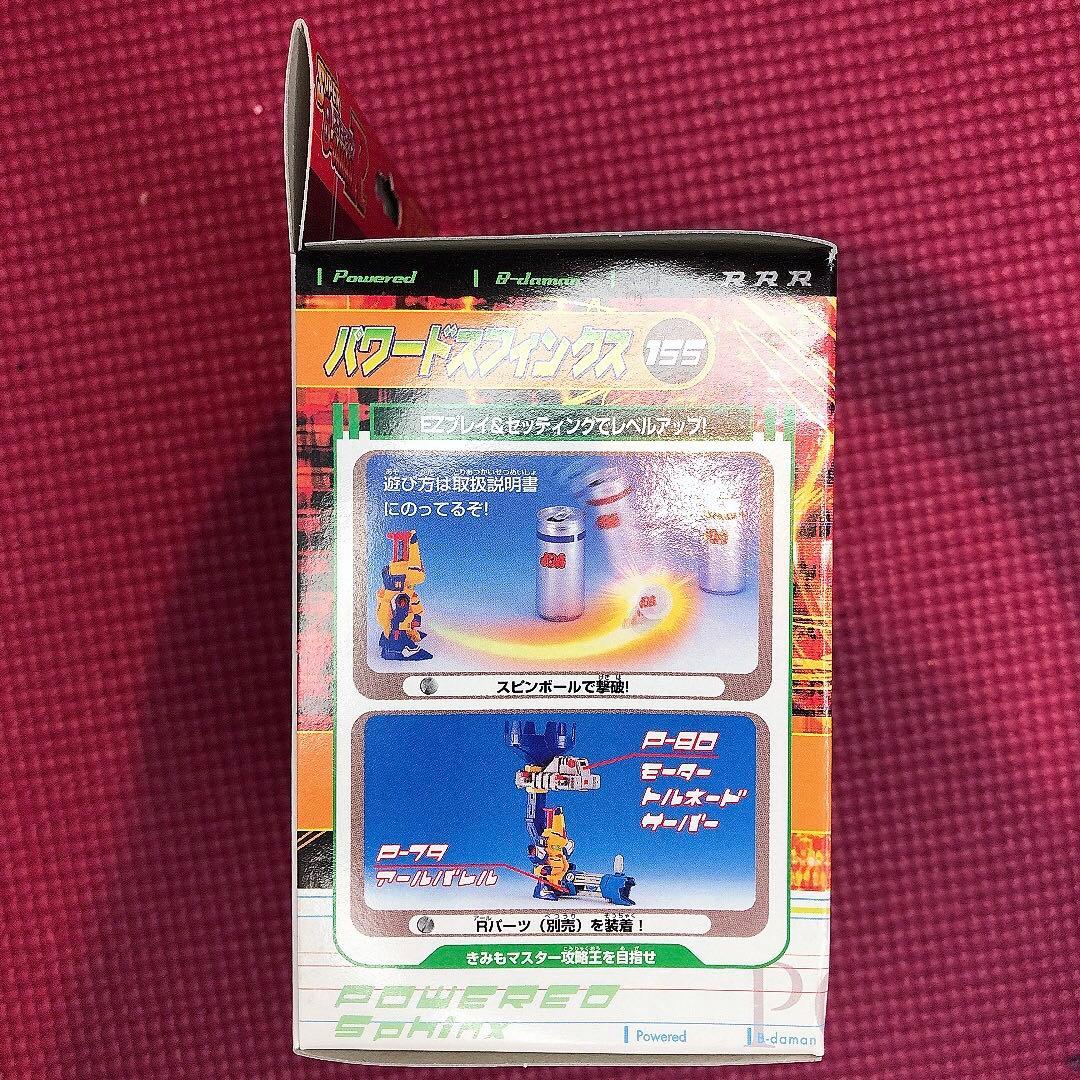 Powered
B-daman
R R R
パワードスフィンクス 155
EZプレイ&セッティングでレベルアップ!
遊び方は取扱説明書
にのってるぞ!
スピンボールで撃破!
P-80
モーター
トルネード
サーバー
P-79
アールバレル
Rパーツ(別売)を装着!
きみもマスター攻略王を目指せ
POWERED
Sphinx
Powered
B-daman